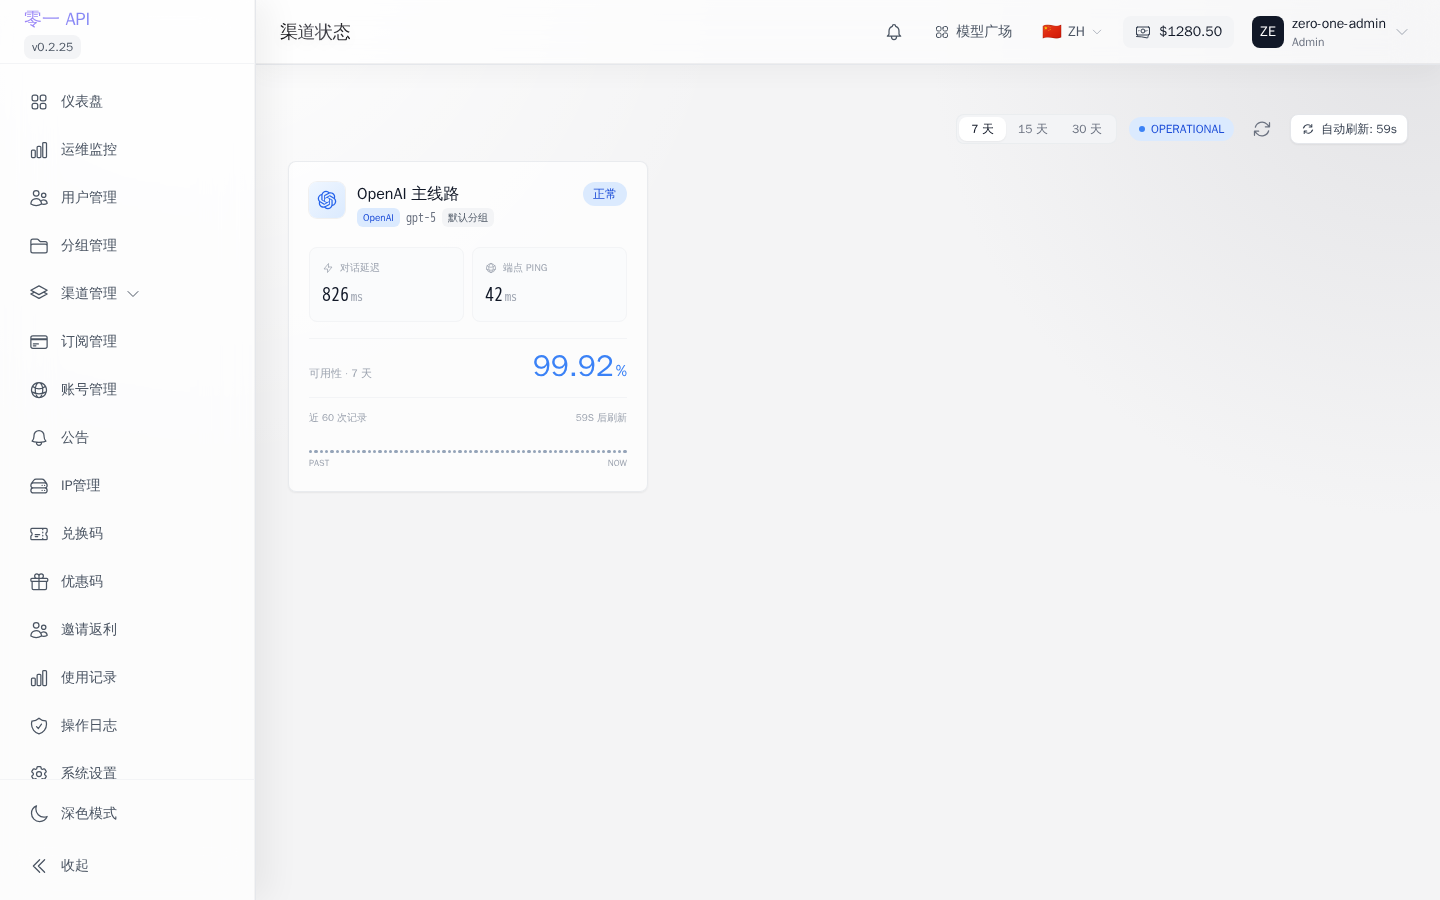 零一 API
v0.2.25
仪表盘
运维监控
用户管理
分组管理
渠道管理
订阅管理
账号管理
公告
IP管理
兑换码
优惠码
邀请返利
使用记录
操作日志
系统设置
深色模式
收起
渠道状态
模型广场
ZH
$1280.50
ZE
zero-one-admin
Admin
7 天
15 天
30 天
OPERATIONAL
自动刷新: 59s
OpenAI 主线路
正常
OpenAI gpt-5 默认分组
对话延迟
826ms
端点 PING
42ms
可用性 · 7 天
99.92%
近 60 次记录
59S 后刷新
PAST
NOW